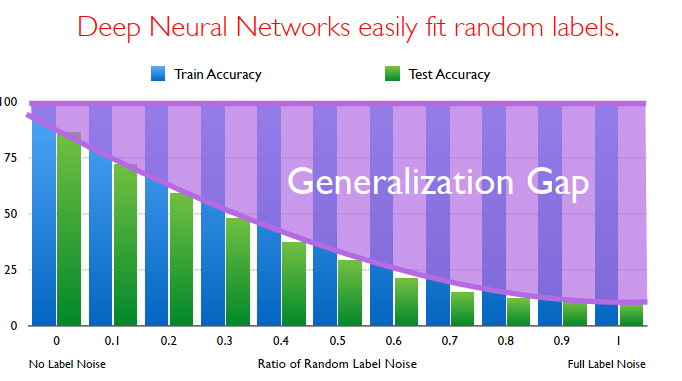 Deep Neural Networks easily fit random labels.
Train Accuracy Test Accuracy
100
75
Generalization Gap
50
25
0
0 0.1 0.2 0.3 0.4 0.5 0.6 0.7 0.8 0.9 1
No Label Noise Ratio of Random Label Noise Full Label Noise